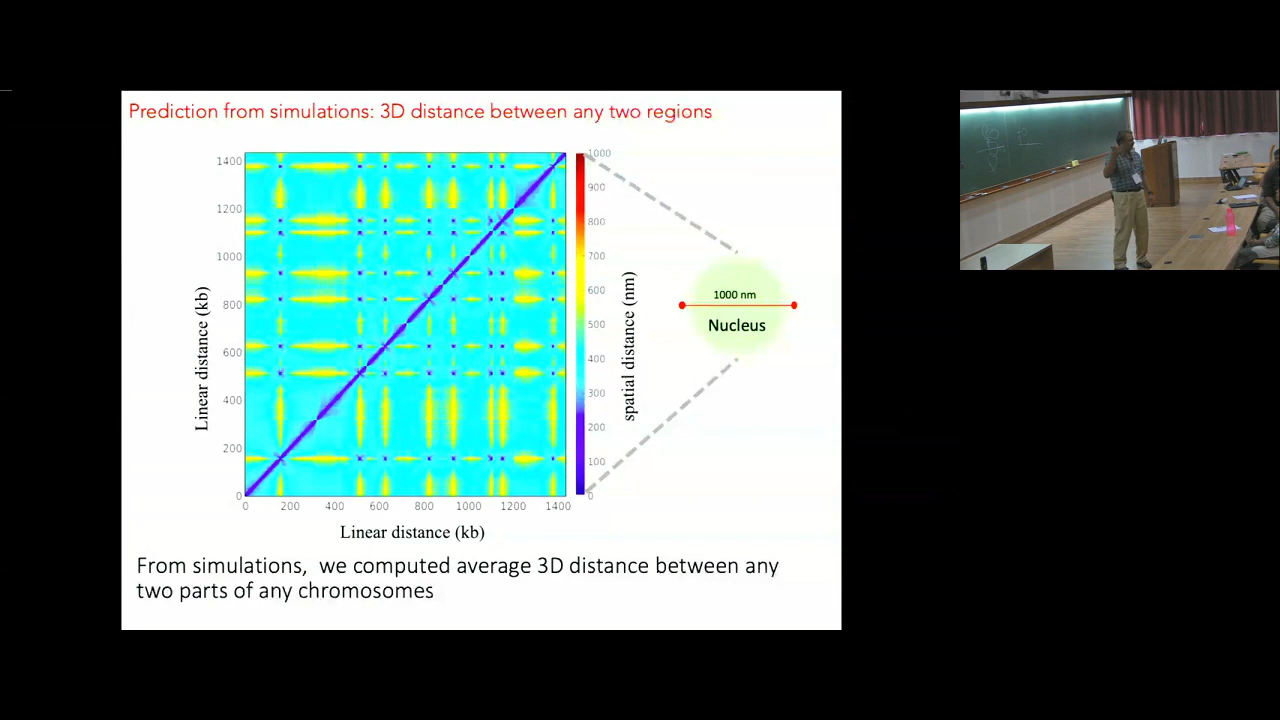 Prediction from simulations: 3D distance between any two regions
1400
1200
1000
800
600
400
200
0
Linear distance (kb)
0 200 400 600 800 1000 1200 1400
Linear distance (kb)
1000
900
800
700
600
500
400
300
200
100
0
spatial distance (nm)
1000 nm
Nucleus
From simulations, we computed average 3D distance between any
two parts of any chromosomes